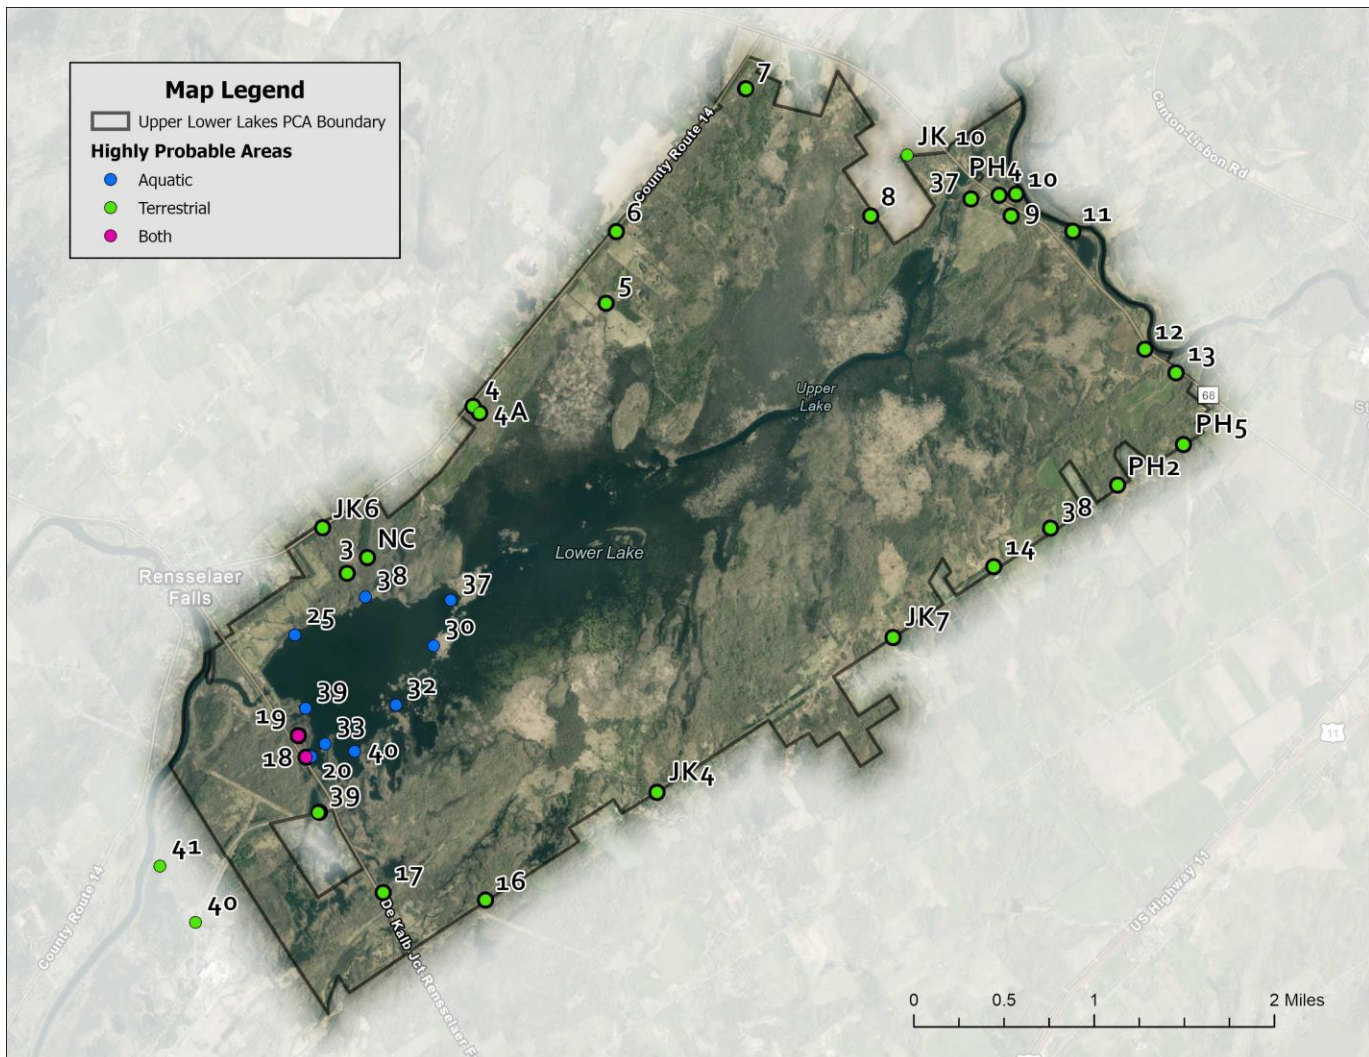 Map Legend
Upper Lower Lakes PCA Boundary
Highly Probable Areas
Aquatic
Terrestrial
Both
7
County Route 14
Canton-Lisbon Rd
JK 10
37
PH4
10
8
9
11
6
5
12
13
68
4
4A
Upper
Lake
PH5
PH2
JK6
NC
3
38
38
Lower Lake
14
Rensselaer
Falls
37
25
30
JK7
39
32
19
33
18
20
40
11
JK4
39
41
17
16
40
County Route 14
De Kalb Jct Rensselaer F
US Highway 11
0
0.5
1
2 Miles